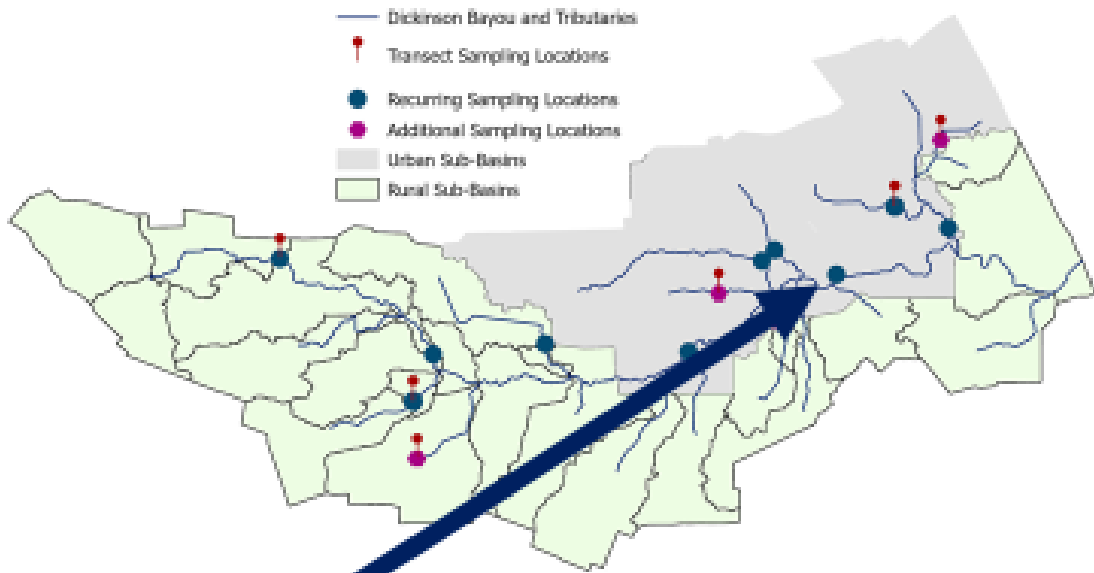 Dickinson Bayou and Tributaries
Transect Sampling Locations
Recurring Sampling Locations
Additional Sampling Locations
Urban Sub-Basins
Rural Sub-Basins